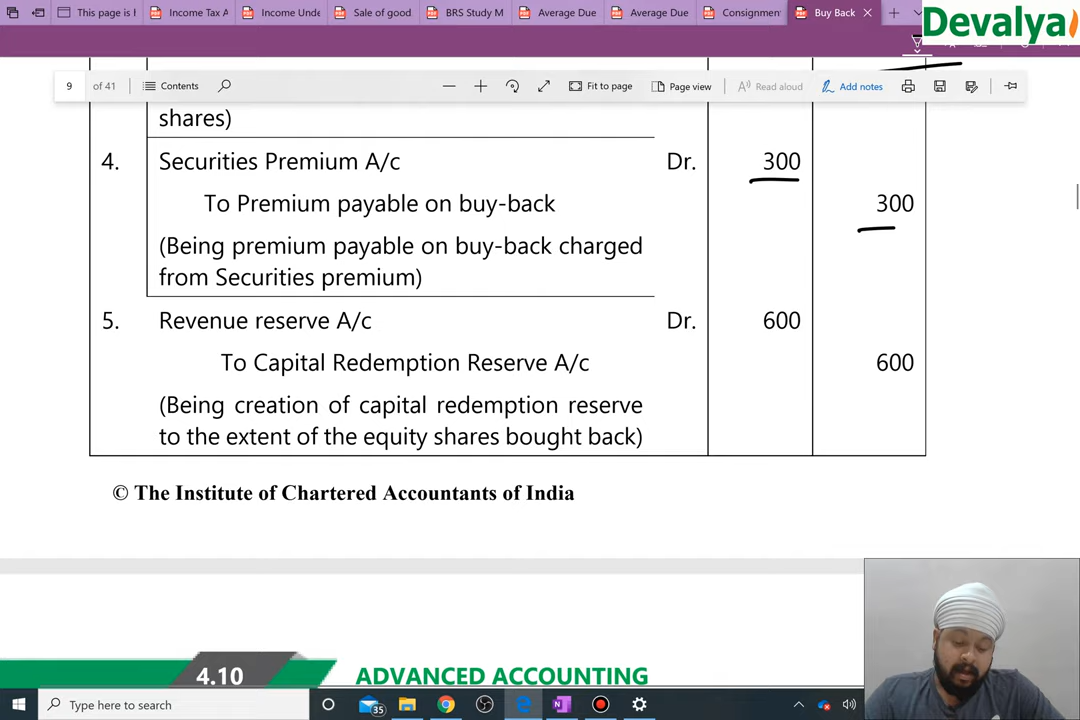 Income Tax A
Income Unde
Sale of good
BRS Study M
Average Due
Average Due
Consignment
Buy Back
This page is
Devalya
9 of 41
Contents
Fit to page
Page view
Read aloud
Add notes
shares)
4. Securities Premium A/c Dr. 300
To Premium payable on buy-back 300
(Being premium payable on buy-back charged
from Securities premium)
5. Revenue reserve A/c Dr. 600
To Capital Redemption Reserve A/c 600
(Being creation of capital redemption reserve
to the extent of the equity shares bought back)
© The Institute of Chartered Accountants of India
4.10 ADVANCED ACCOUNTING
Type here to search
35